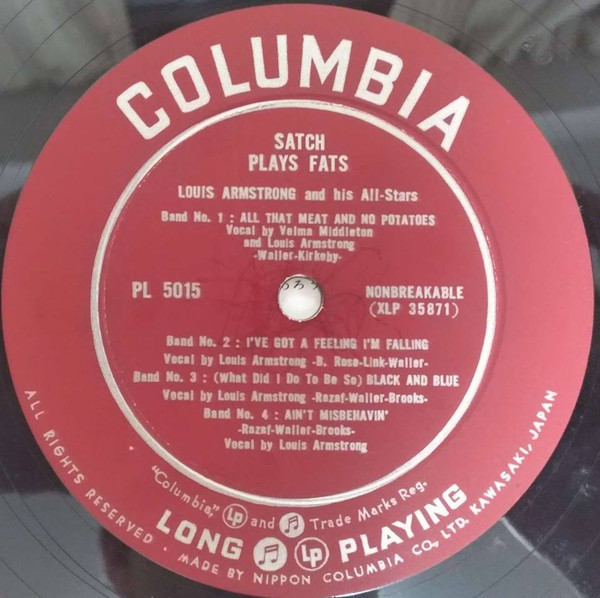 COLUMBIA
SATCH
PLAYS FATS
LOUIS ARMSTRONG and his All-Stars
Band No. 1 : ALL THAT MEAT AND NO POTATOES
Vocal by Velma Middleton
and Louis Armstrong
-Waller-Kirkeby-
PL 5015
NONBREAKABLE
(XLP 35871)
Band No. 2 : I'VE GOT A FEELING I'M FALLING
Vocal by Louis Armstrong -B. Rose-Link-Waller-
Band No. 3 : (What Did I Do To Be So) BLACK AND BLUE
Vocal by Louis Armstrong -Razaf-Waller-Brooks-
Band No. 4 : AIN'T MISBEHAVIN'
-Razaf-Waller-Brooks-
Vocal by Louis Armstrong
"Columbia," LP and Trade Marks Reg.
LONG LP PLAYING
ALL RIGHTS RESERVED · MADE BY NIPPON COLUMBIA CO., LTD. KAWASAKI, JAPAN